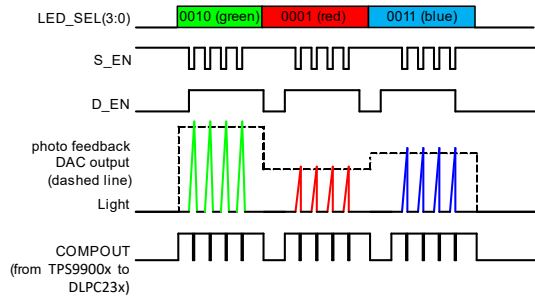 LED_SEL(3:0)
0010 (green)
0001 (red)
0011 (blue)
S_EN
D_EN
photo feedback
DAC output
(dashed line)
Light
COMPOUT
(from TPS9900x to
DLPC23x)